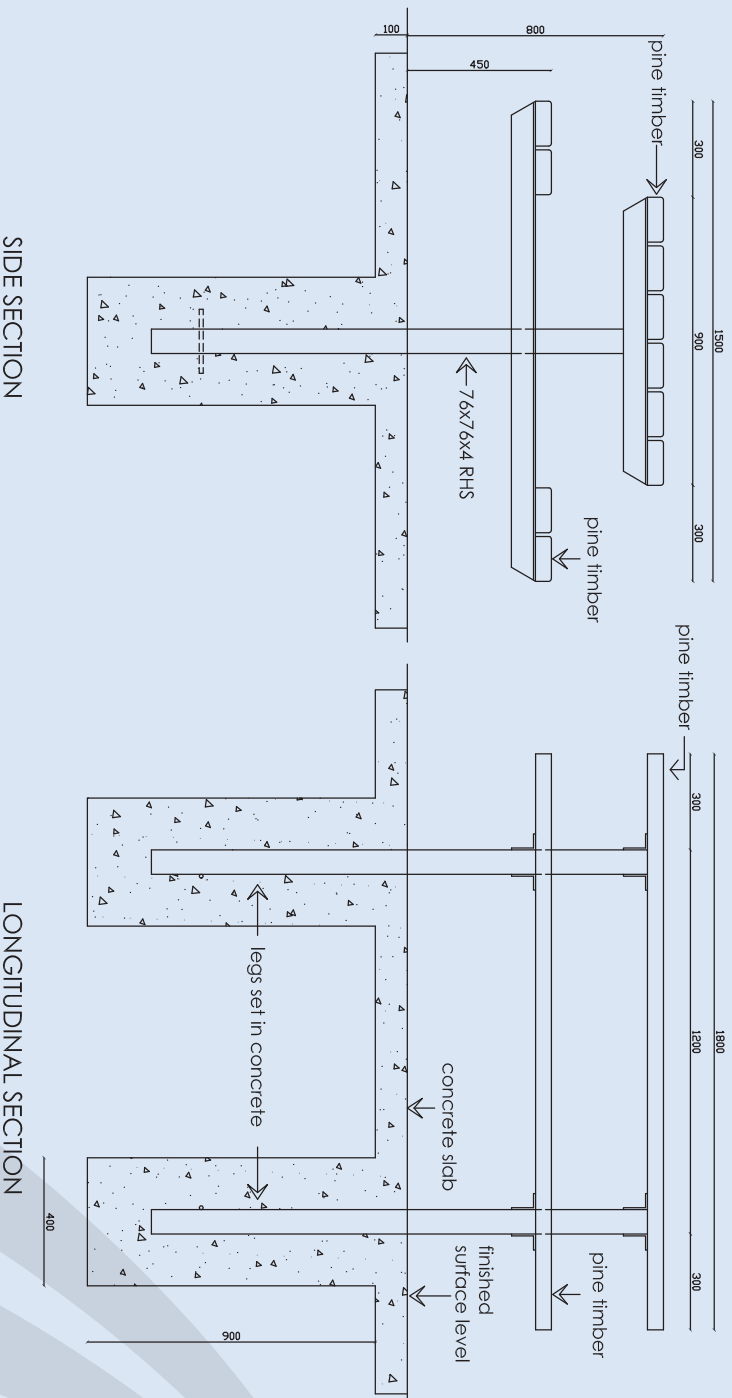 1500
300
900
300
pine timber
800
450
100
pine timber
76x76x4 RHS
SIDE SECTION
1800
300
1200
300
pine timber
pine timber
concrete slab
finished
surface level
legs set in concrete
900
400
LONGITUDINAL SECTION